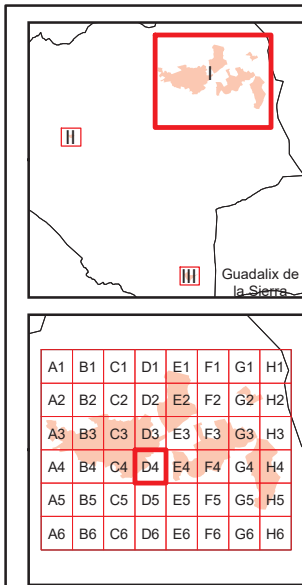 I
II
III
Guadalix de
la Sierra
A1 B1 C1 D1 E1 F1 G1 H1
A2 B2 C2 D2 E2 F2 G2 H2
A3 B3 C3 D3 E3 F3 G3 H3
A4 B4 C4 D4 E4 F4 G4 H4
A5 B5 C5 D5 E5 F5 G5 H5
A6 B6 C6 D6 E6 F6 G6 H6